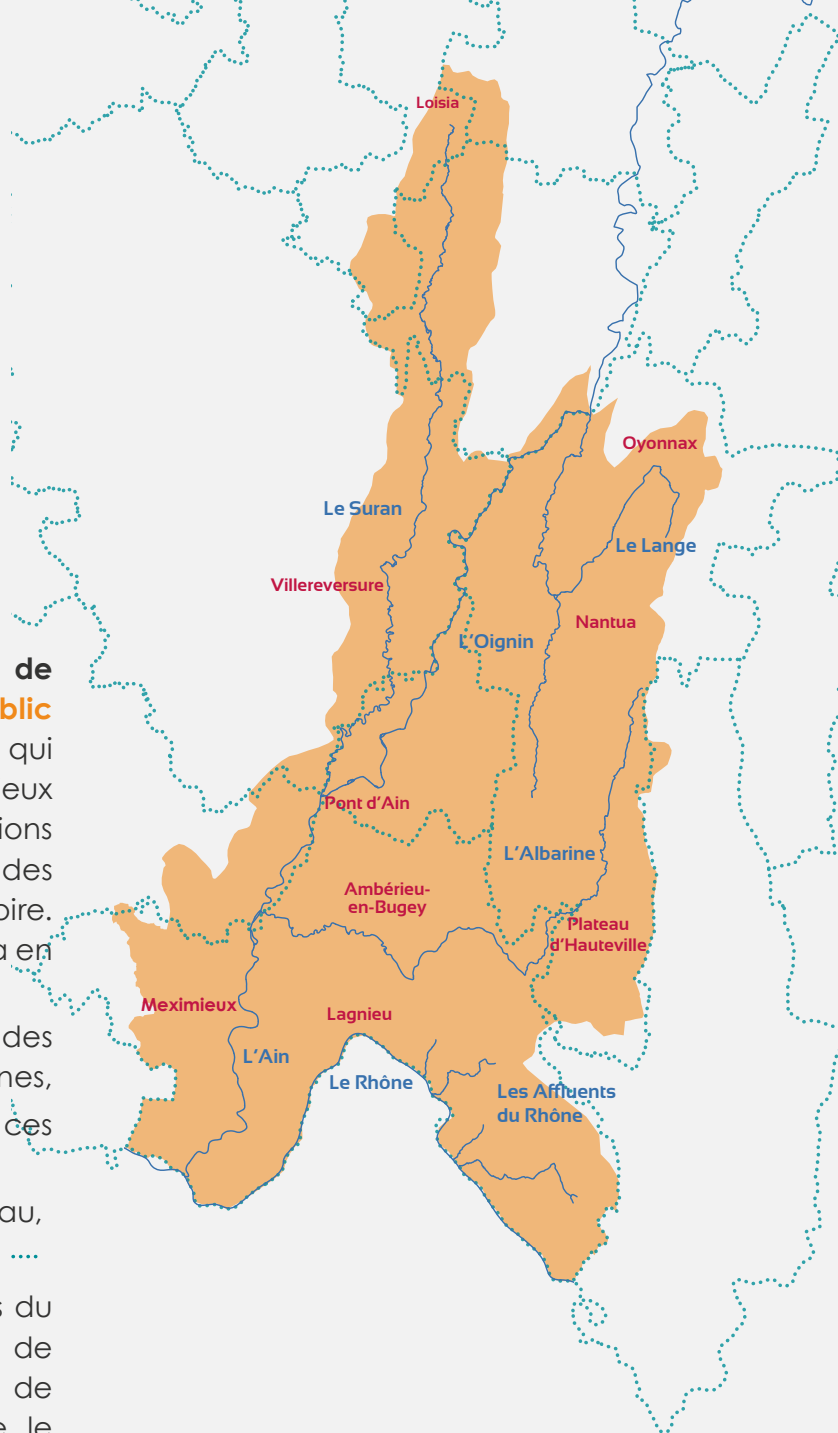 Loisia
Oyonnax
Le Suran
Le Lange
Villereversure
Nantua
L'Oignin
Pont d'Ain
L'Albarine
Ambérieu-
en-Bugey
Plateau
d'Hauteville
Meximieux
Lagnieu
L'Ain
Le Rhône
Les Affluents
du Rhône
de
blic
qui
eux
ions
des
oire.
a en
des
nes,
ces
au,
s du
de
de
e le